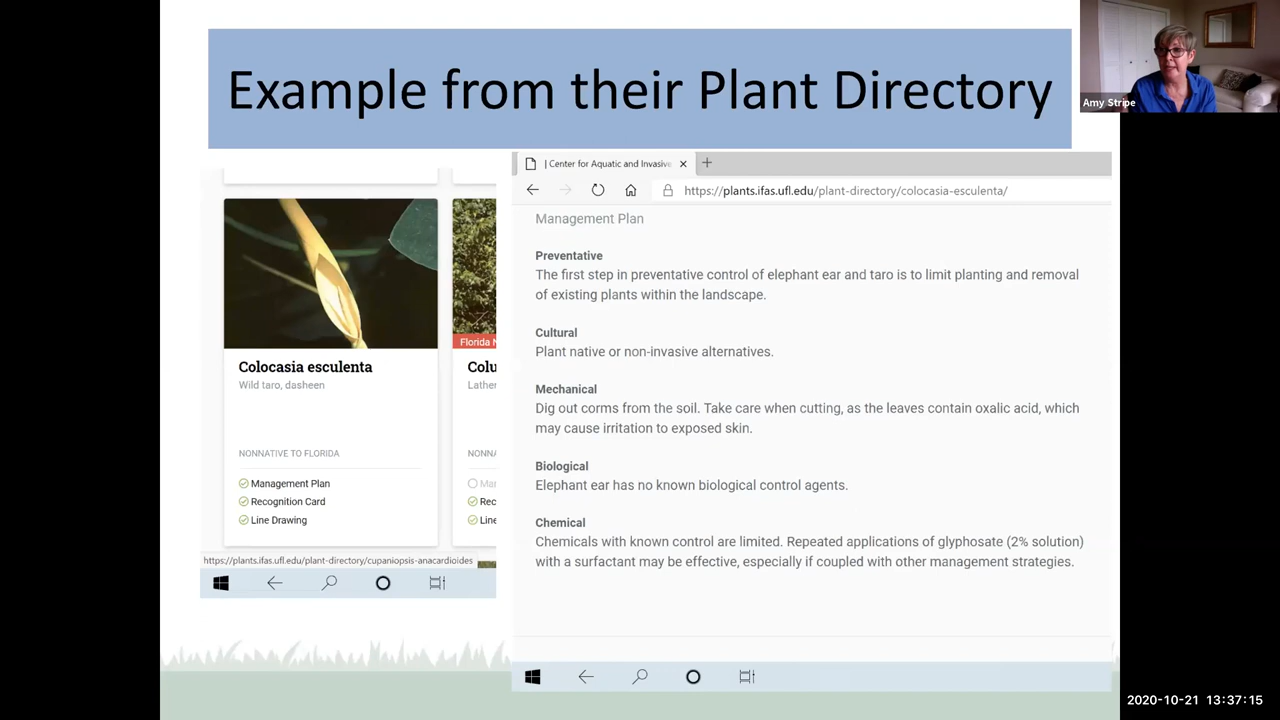 Example from their Plant Directory
Amy Stripe
Colocasia esculenta
Wild taro, dasheen
NONNATIVE TO FLORIDA
Management Plan
Recognition Card
Line Drawing
Florida N
Colu
Lather
NONNA
Mar
Rec
Line
https://plants.ifas.ufl.edu/plant-directory/cupaniopsis-anacardioides
| Center for Aquatic and Invasive
https://plants.ifas.ufl.edu/plant-directory/colocasia-esculenta/
Management Plan
Preventative
The first step in preventative control of elephant ear and taro is to limit planting and removal
of existing plants within the landscape.
Cultural
Plant native or non-invasive alternatives.
Mechanical
Dig out corms from the soil. Take care when cutting, as the leaves contain oxalic acid, which
may cause irritation to exposed skin.
Biological
Elephant ear has no known biological control agents.
Chemical
Chemicals with known control are limited. Repeated applications of glyphosate (2% solution)
with a surfactant may be effective, especially if coupled with other management strategies.
2020-10-21 13:37:15